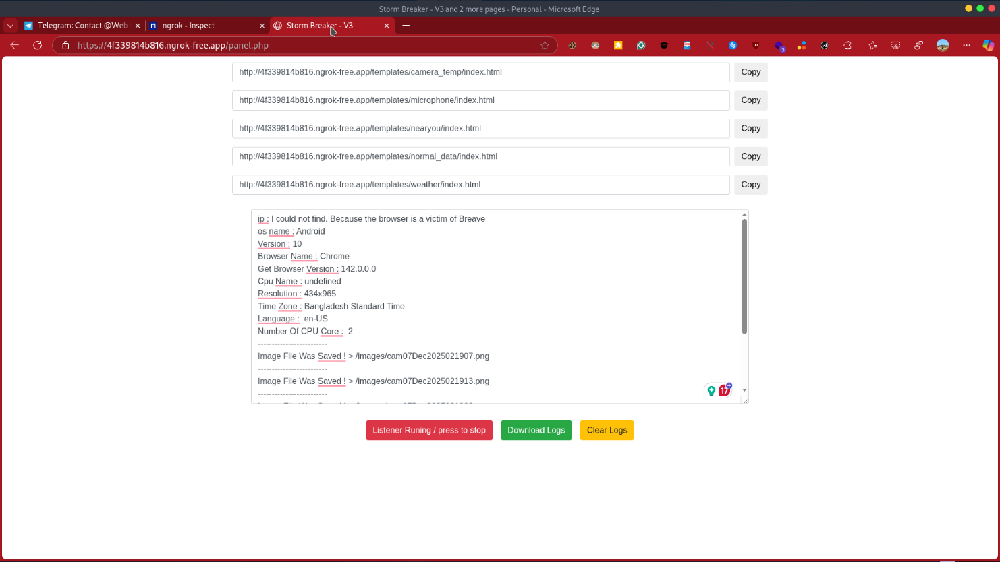 Storm Breaker - V3 and 2 more pages - Personal - Microsoft Edge
Telegram: Contact @Web
n ngrok - Inspect
Storm Breaker - V3
https://4f339814b816.ngrok-free.app/panel.php
3
http://4f339814b816.ngrok-free.app/templates/camera_temp/index.html Copy
http://4f339814b816.ngrok-free.app/templates/microphone/index.html Copy
http://4f339814b816.ngrok-free.app/templates/nearyou/index.html Copy
http://4f339814b816.ngrok-free.app/templates/normal_data/index.html Copy
http://4f339814b816.ngrok-free.app/templates/weather/index.html Copy
ip : I could not find. Because the browser is a victim of Breave
os name : Android
Version : 10
Browser Name : Chrome
Get Browser Version : 142.0.0.0
Cpu Name : undefined
Resolution : 434x965
Time Zone : Bangladesh Standard Time
Language :  en-US
Number Of CPU Core :  2
-------------------------
Image File Was Saved ! > /images/cam07Dec2025021907.png
-------------------------
Image File Was Saved ! > /images/cam07Dec2025021913.png
-------------------------
17
Listener Runing / press to stop
Download Logs
Clear Logs